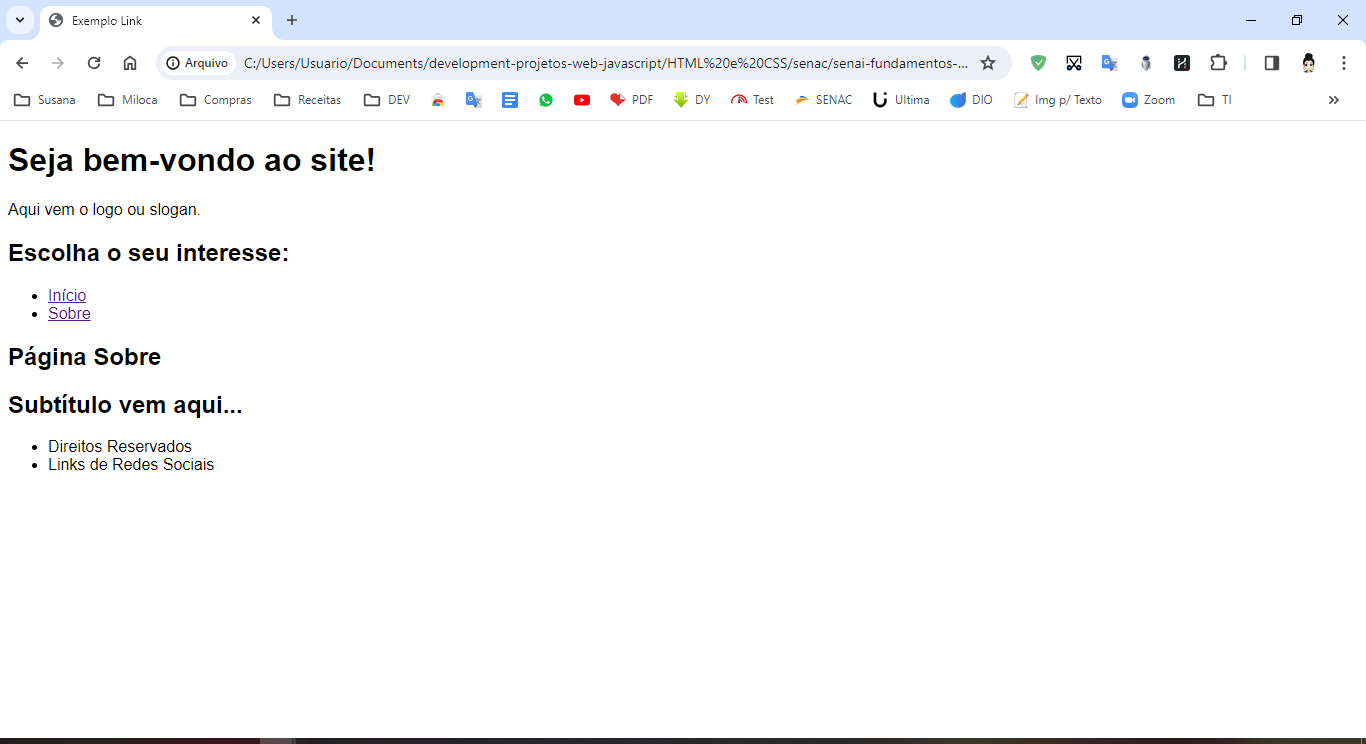 Exemplo Link
Arquivo C:/Users/Usuario/Documents/development-projetos-web-javascript/HTML%20e%20CSS/senac/senai-fundamentos-...
Susana Miloca Compras Receitas DEV PDF DY Test SENAC Ultima DIO Img p/ Texto Zoom TI
Seja bem-vondo ao site!
Aqui vem o logo ou slogan.
Escolha o seu interesse:
Início
Sobre
Página Sobre
Subtítulo vem aqui...
Direitos Reservados
Links de Redes Sociais